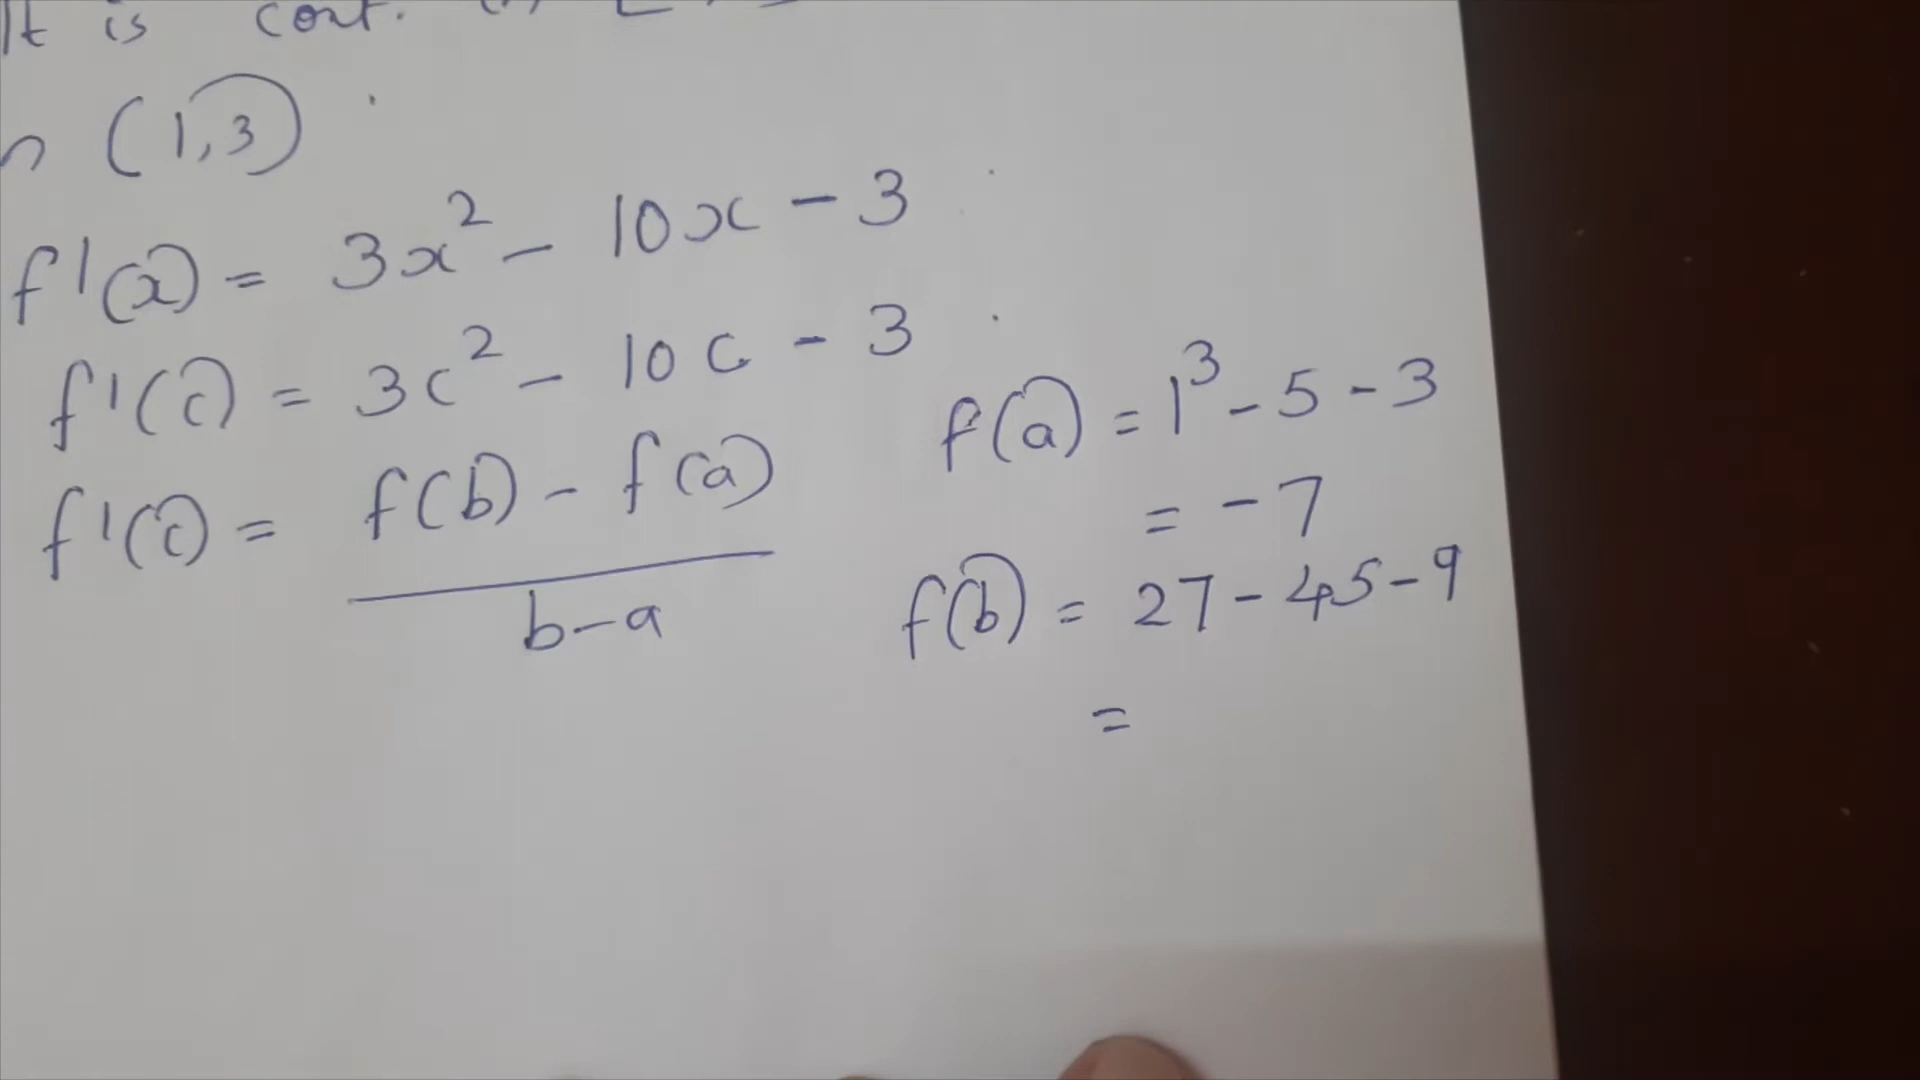 It is cont.
(1,3)
f'(x) = 3x² - 10x - 3
f'(c) = 3c² - 10c - 3
f(a) = 1³ - 5 - 3
f'(c) = f(b) - f(a)
= -7
b-a
f(b) = 27 - 45 - 9
=